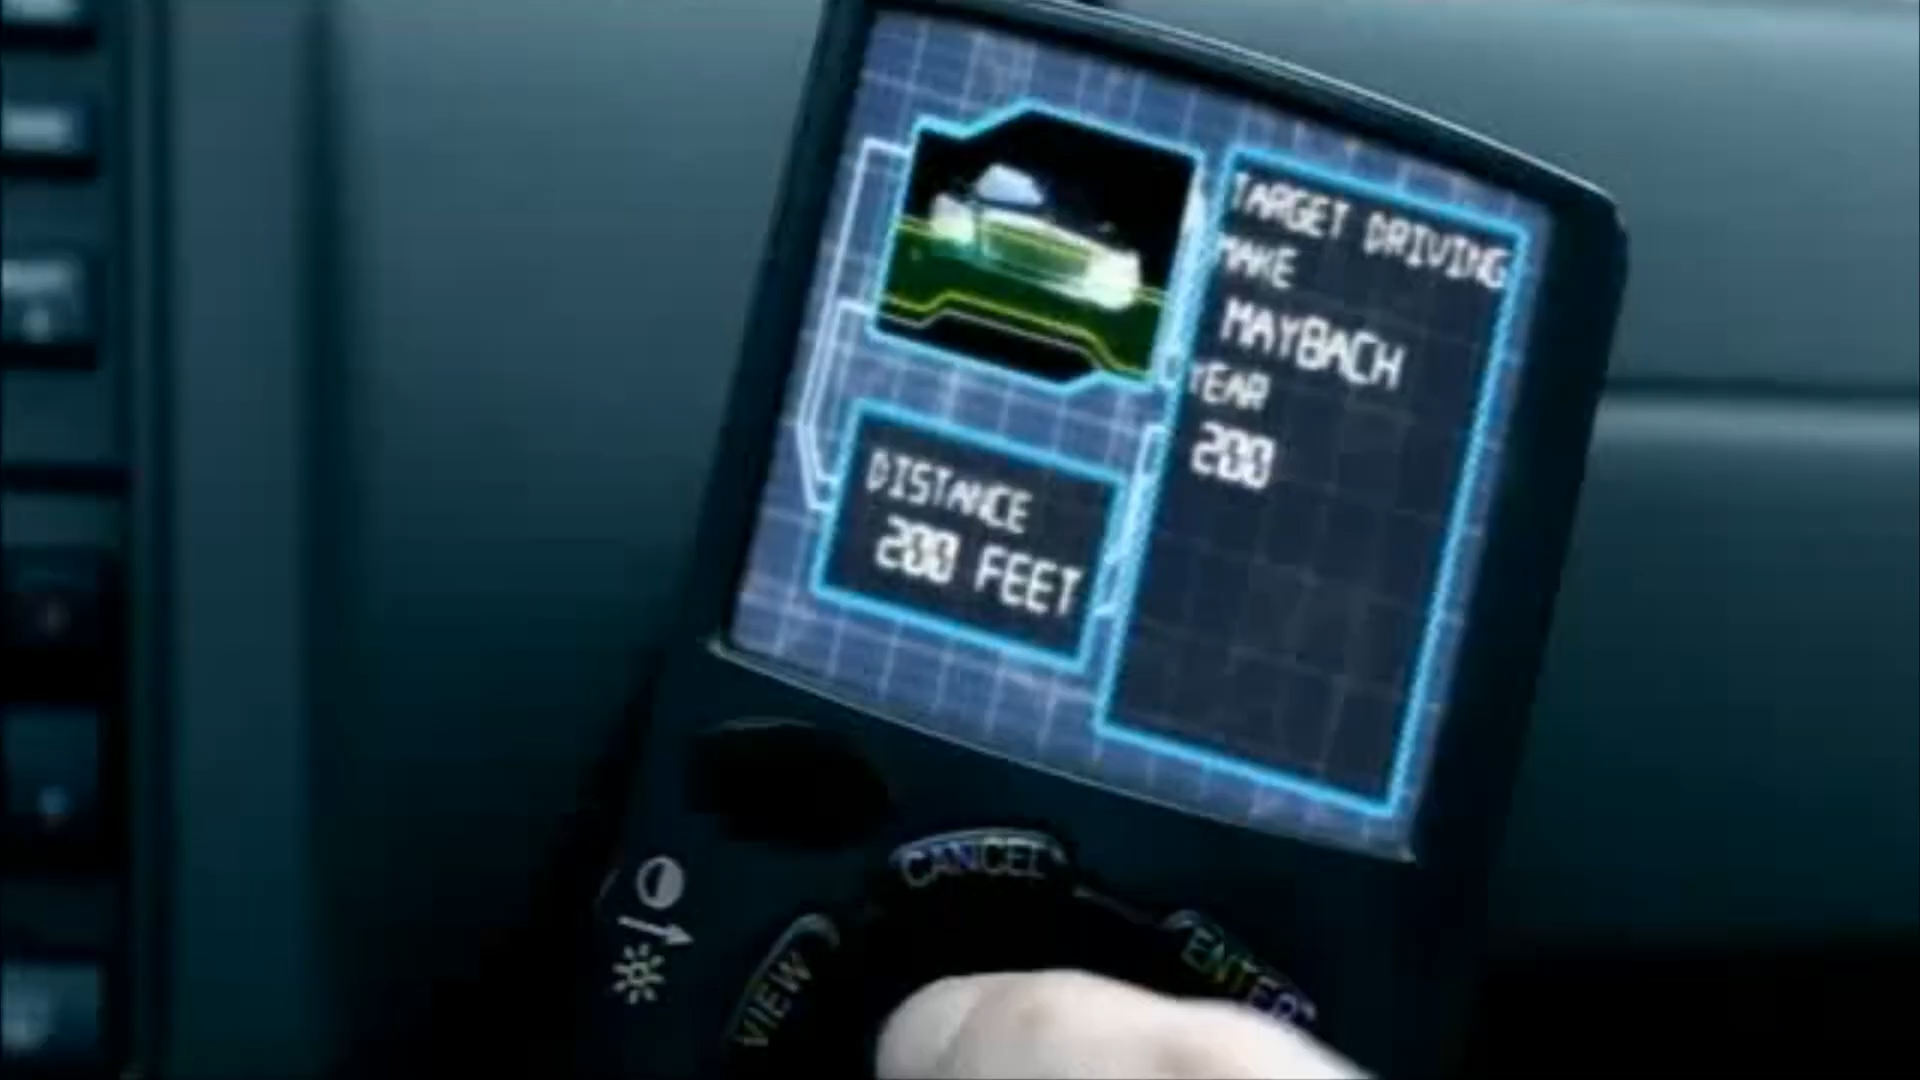 TARGET DRIVING
MAKE
MAYBACH
YEAR
200
DISTANCE
200 FEET
CANCEL
VIEW
ENTER